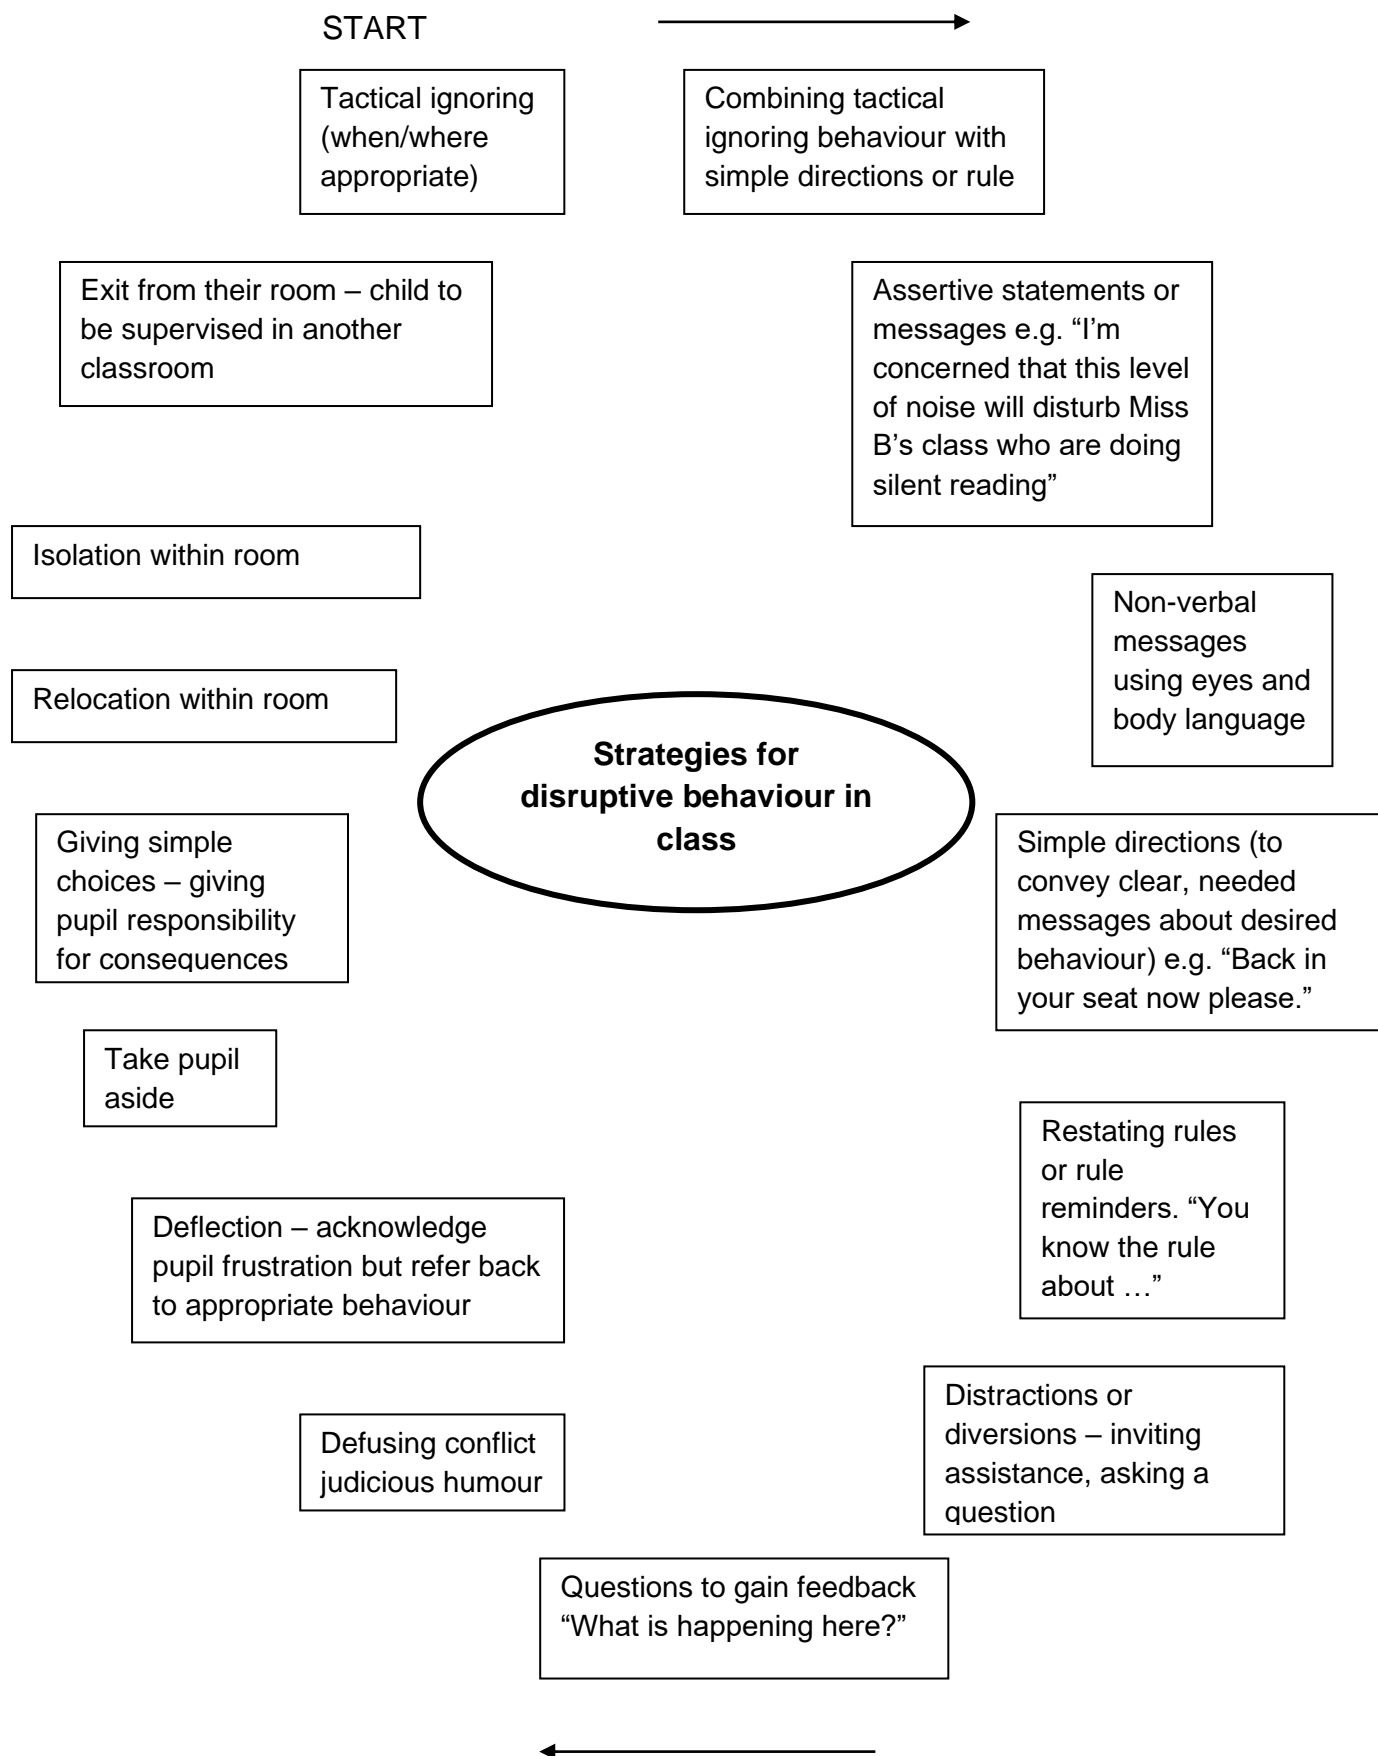 START
Tactical ignoring
(when/where
appropriate)
Combining tactical
ignoring behaviour with
simple directions or rule
Assertive statements or
messages e.g. “I’m
concerned that this level
of noise will disturb Miss
B’s class who are doing
silent reading”
Non-verbal
messages
using eyes and
body language
Simple directions (to
convey clear, needed
messages about desired
behaviour) e.g. “Back in
your seat now please.”
Restating rules
or rule
reminders. “You
know the rule
about …”
Distractions or
diversions – inviting
assistance, asking a
question
Questions to gain feedback
“What is happening here?”
Defusing conflict
judicious humour
Deflection – acknowledge
pupil frustration but refer back
to appropriate behaviour
Take pupil
aside
Giving simple
choices – giving
pupil responsibility
for consequences
Relocation within room
Isolation within room
Exit from their room – child to
be supervised in another
classroom
Strategies for
disruptive behaviour in
class